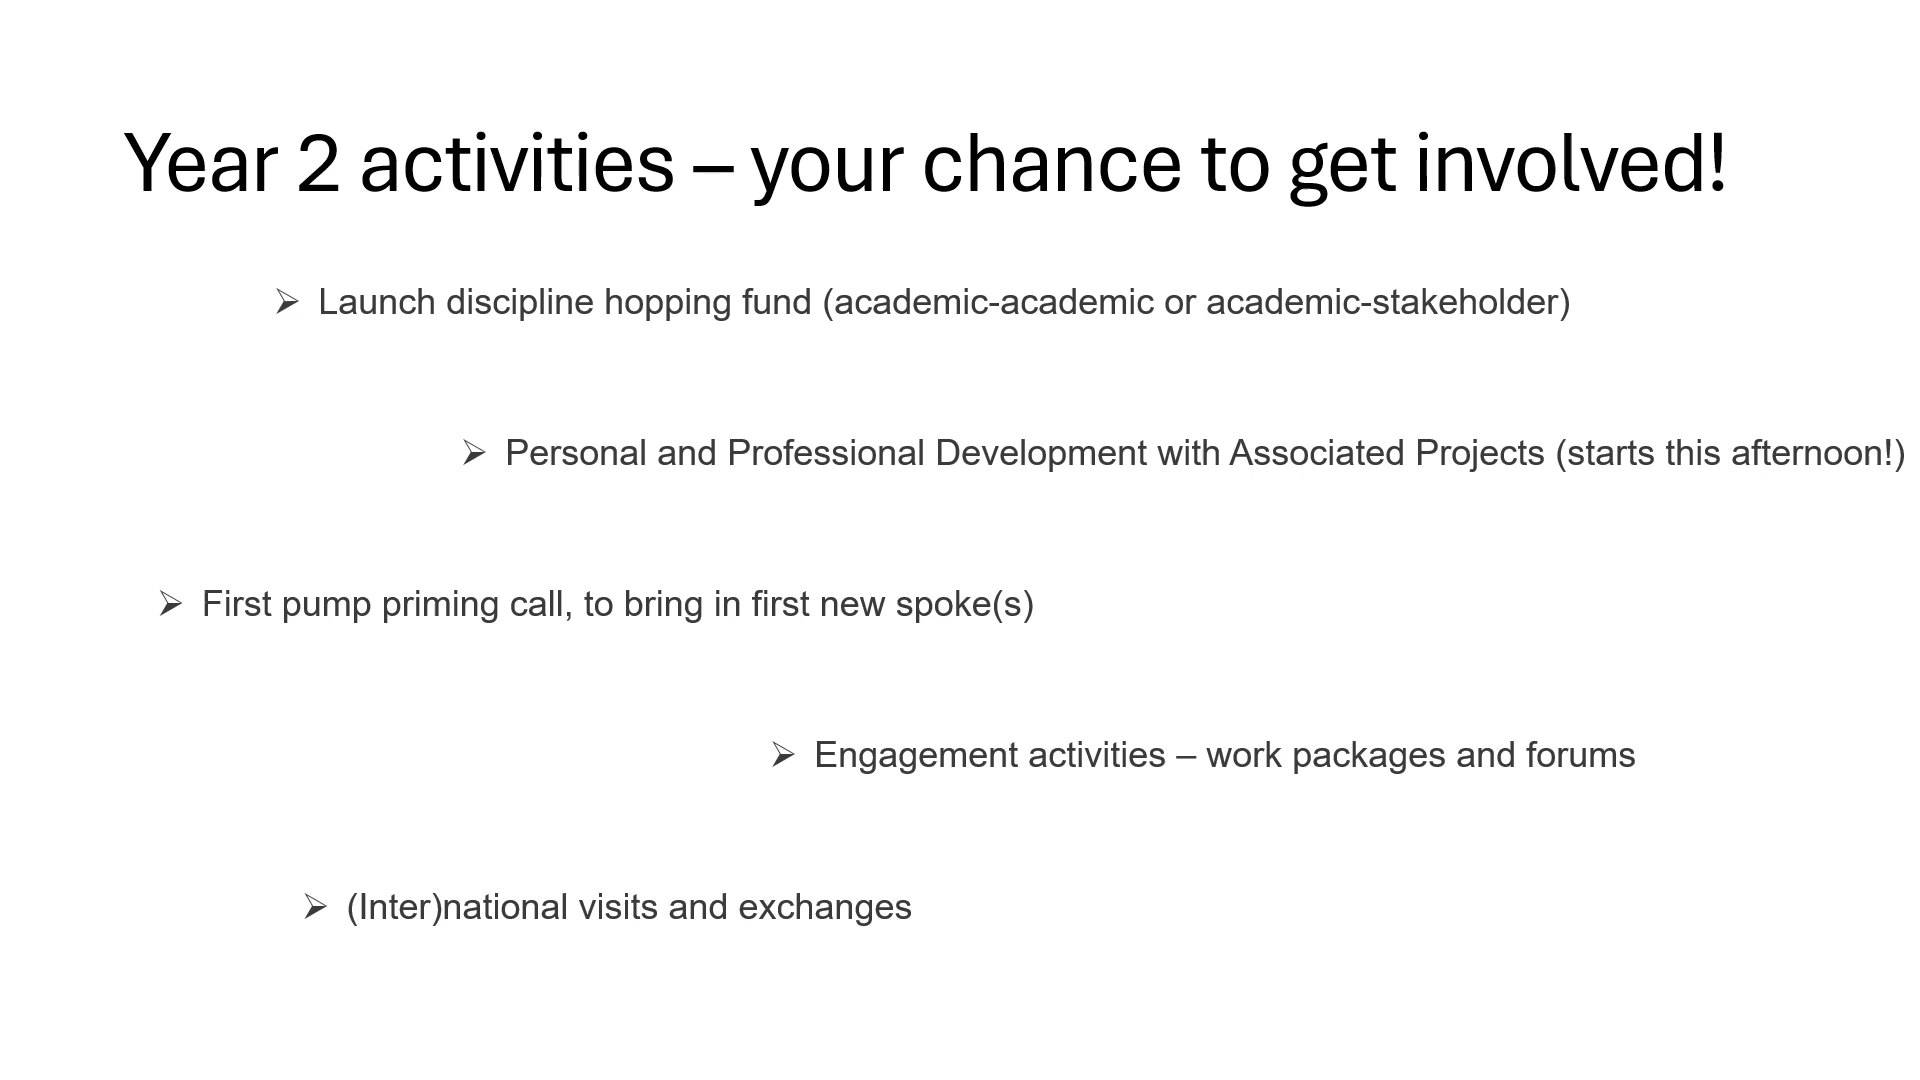 Year 2 activities – your chance to get involved!
➢ Launch discipline hopping fund (academic-academic or academic-stakeholder)
➢ Personal and Professional Development with Associated Projects (starts this afternoon!)
➢ First pump priming call, to bring in first new spoke(s)
➢ Engagement activities – work packages and forums
➢ (Inter)national visits and exchanges